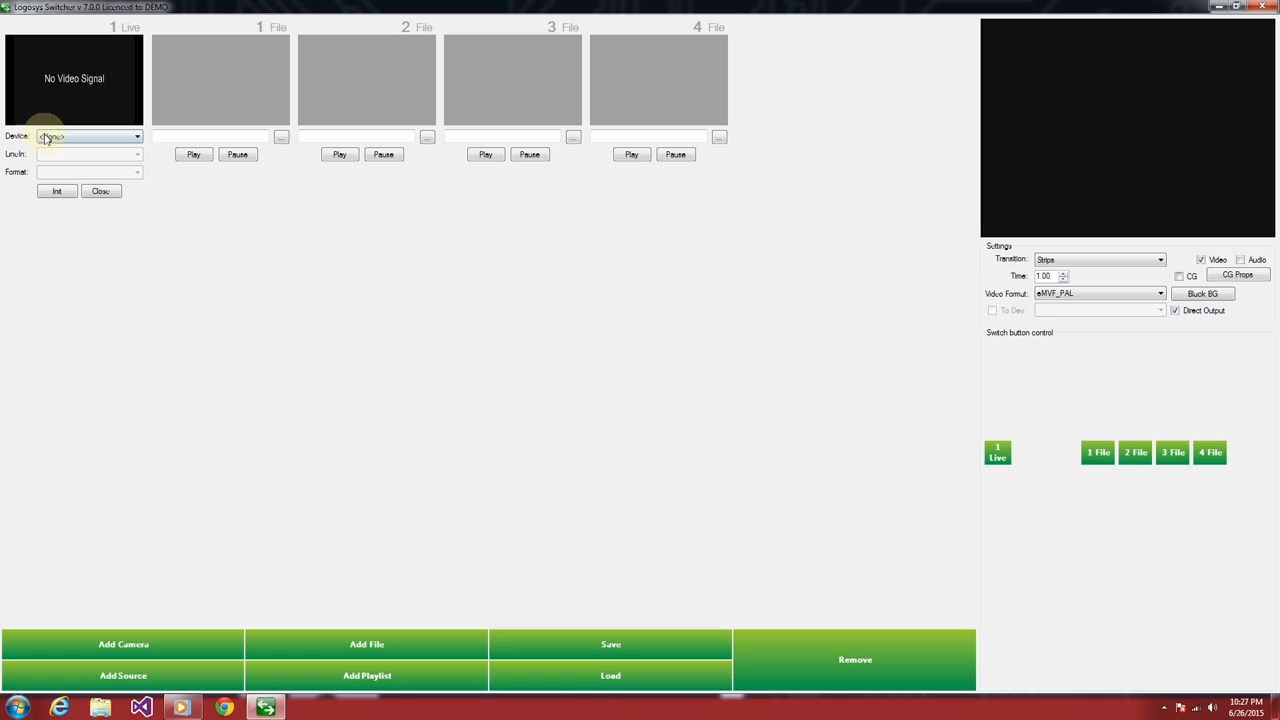 Logosys Switcher v 7.0.0 Licenced to DEMO
1 Live
1 File
2 File
3 File
4 File
No Video Signal
Device: <None>
LineIn:
Format:
Init Close
... ... ... ...
Play Pause
Play Pause
Play Pause
Play Pause
Settings
Transition: Strips
Video Audio
Time: 1.00
CG CG Props
Video Format: eMVF_PAL
Black BG
To Dev:
Direct Output
Switch button control
1 Live
1 File 2 File 3 File 4 File
Add Camera Add File Save
Remove
Add Source Add Playlist Load
10:27 PM
6/26/2015